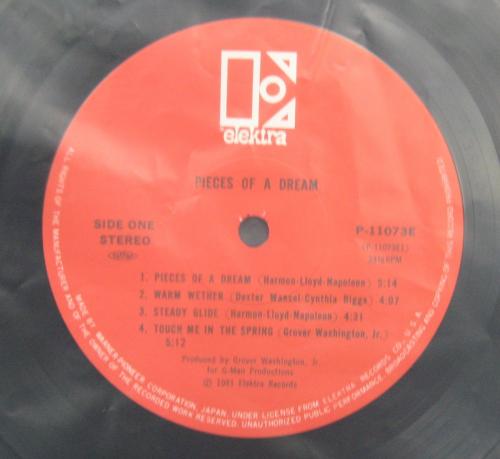 elektra
PIECES OF A DREAM
SIDE ONE
STEREO
P-11073E
(P-11073E1)
33⅓RPM
1. PIECES OF A DREAM (Harmon-Lloyd-Napoleon) 5:14
2. WARM WETHER (Dexter Wansel-Cynthia Biggs) 4:07
3. STEADY GLIDE (Harmon-Lloyd-Napoleon) 4:31
4. TOUCH ME IN THE SPRING (Grover Washington, Jr.)
5:12
Produced by Grover Washington, Jr.
for G-Man Productions
© 1981 Elektra Records
MADE BY WARNER-PIONEER CORPORATION, JAPAN. UNDER LICENSE FROM ELEKTRA RECORDS CO., U.S.A.
ALL RIGHTS OF THE MANUFACTURER AND OF THE OWNER OF THE RECORDED WORK RESERVED. UNAUTHORIZED PUBLIC PERFORMANCE, BROADCASTING AND COPYING OF THIS RECORD PROHIBITED